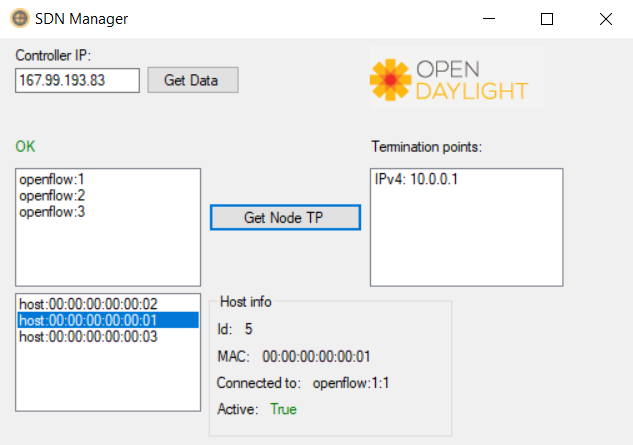 SDN Manager
Controller IP:
167.99.193.83
Get Data
OPEN
DAYLIGHT
OK
Termination points:
openflow:1
openflow:2
openflow:3
Get Node TP
IPv4: 10.0.0.1
host:00:00:00:00:00:02
host:00:00:00:00:00:01
host:00:00:00:00:00:03
Host info
Id: 5
MAC: 00:00:00:00:00:01
Connected to: openflow:1:1
Active: True